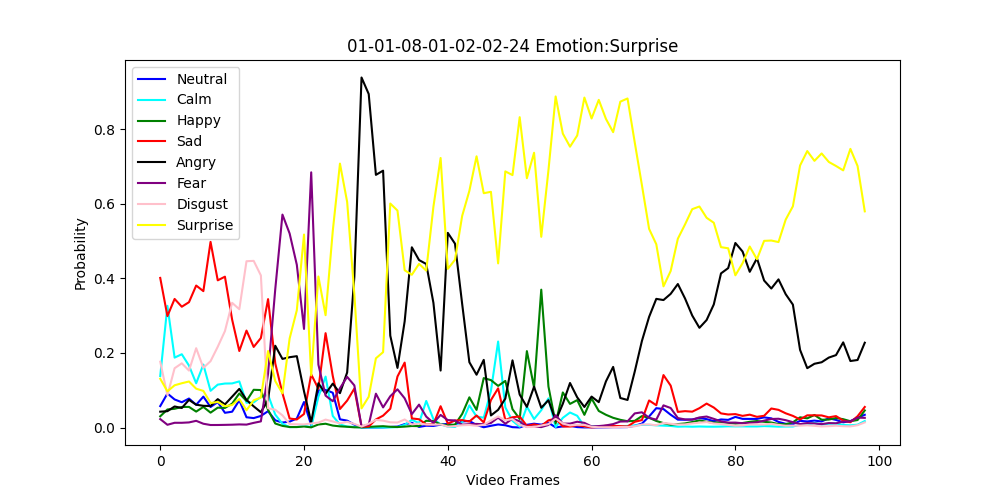 01-01-08-01-02-02-24 Emotion:Surprise
Neutral
Calm
Happy
Sad
Angry
Fear
Disgust
Surprise
Probability
0.8
0.6
0.4
0.2
0.0
0 20 40 60 80 100
Video Frames